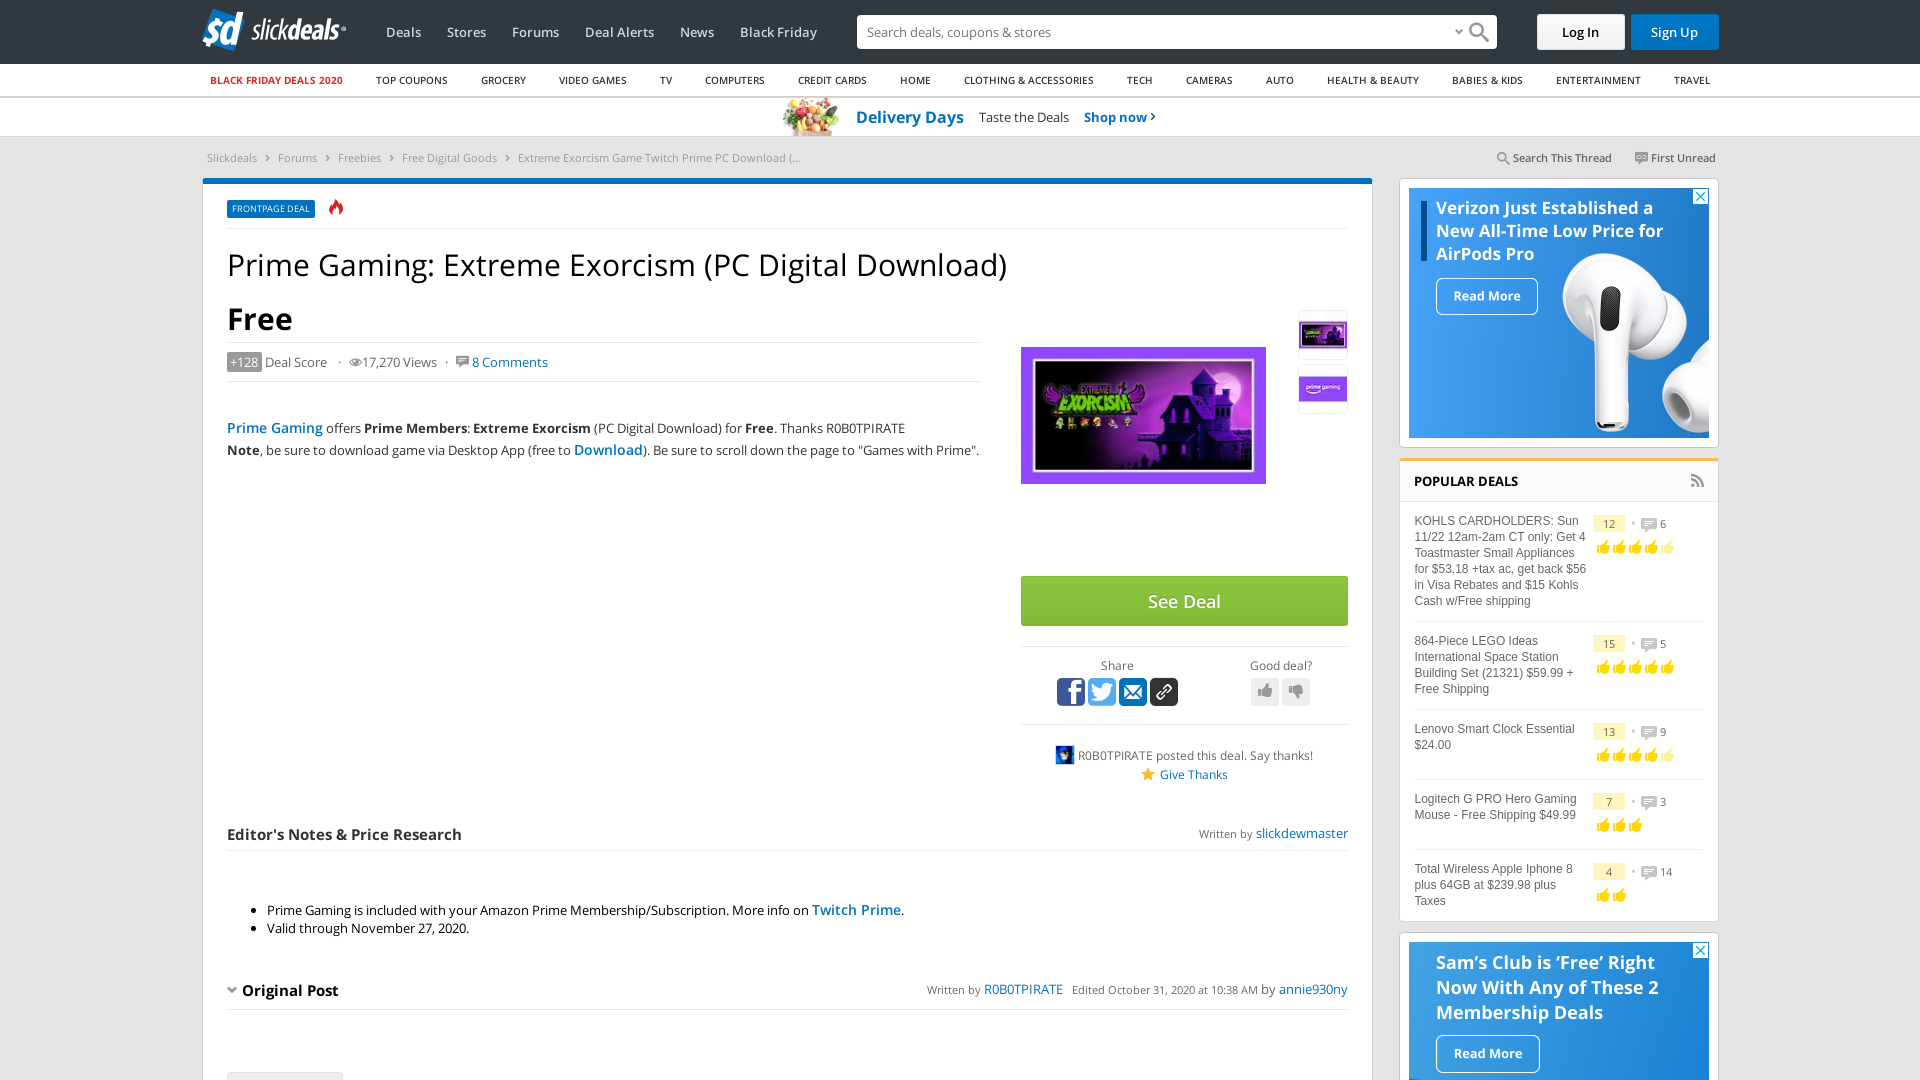 slickdeals
Deals
Stores
Forums
Deal Alerts
News
Black Friday
Search deals, coupons & stores
Log In
Sign Up
BLACK FRIDAY DEALS 2020
TOP COUPONS
GROCERY
VIDEO GAMES
TV
COMPUTERS
CREDIT CARDS
HOME
CLOTHING & ACCESSORIES
TECH
CAMERAS
AUTO
HEALTH & BEAUTY
BABIES & KIDS
ENTERTAINMENT
TRAVEL
Delivery Days Taste the Deals Shop now ›
Slickdeals › Forums › Freebies › Free Digital Goods › Extreme Exorcism Game Twitch Prime PC Download (...
Search This Thread
First Unread
FRONTPAGE DEAL
Prime Gaming: Extreme Exorcism (PC Digital Download)
Free
+128 Deal Score · 17,270 Views · 8 Comments
Prime Gaming offers Prime Members: Extreme Exorcism (PC Digital Download) for Free. Thanks R0B0TPIRATE
Note, be sure to download game via Desktop App (free to Download). Be sure to scroll down the page to "Games with Prime".
EXTREME
EXORCISM
prime gaming
See Deal
Share
Good deal?
R0B0TPIRATE posted this deal. Say thanks!
Give Thanks
Editor's Notes & Price Research
Written by slickdewmaster
• Prime Gaming is included with your Amazon Prime Membership/Subscription. More info on Twitch Prime.
• Valid through November 27, 2020.
Original Post
Written by R0B0TPIRATE Edited October 31, 2020 at 10:38 AM by annie930ny
Verizon Just Established a
New All-Time Low Price for
AirPods Pro
Read More
POPULAR DEALS
KOHLS CARDHOLDERS: Sun
11/22 12am-2am CT only: Get 4
Toastmaster Small Appliances
for $53.18 +tax ac, get back $56
in Visa Rebates and $15 Kohls
Cash w/Free shipping
12 • 6
864-Piece LEGO Ideas
International Space Station
Building Set (21321) $59.99 +
Free Shipping
15 • 5
Lenovo Smart Clock Essential
$24.00
13 • 9
Logitech G PRO Hero Gaming
Mouse - Free Shipping $49.99
7 • 3
Total Wireless Apple Iphone 8
plus 64GB at $239.98 plus
Taxes
4 • 14
Sam's Club is 'Free' Right
Now With Any of These 2
Membership Deals
Read More